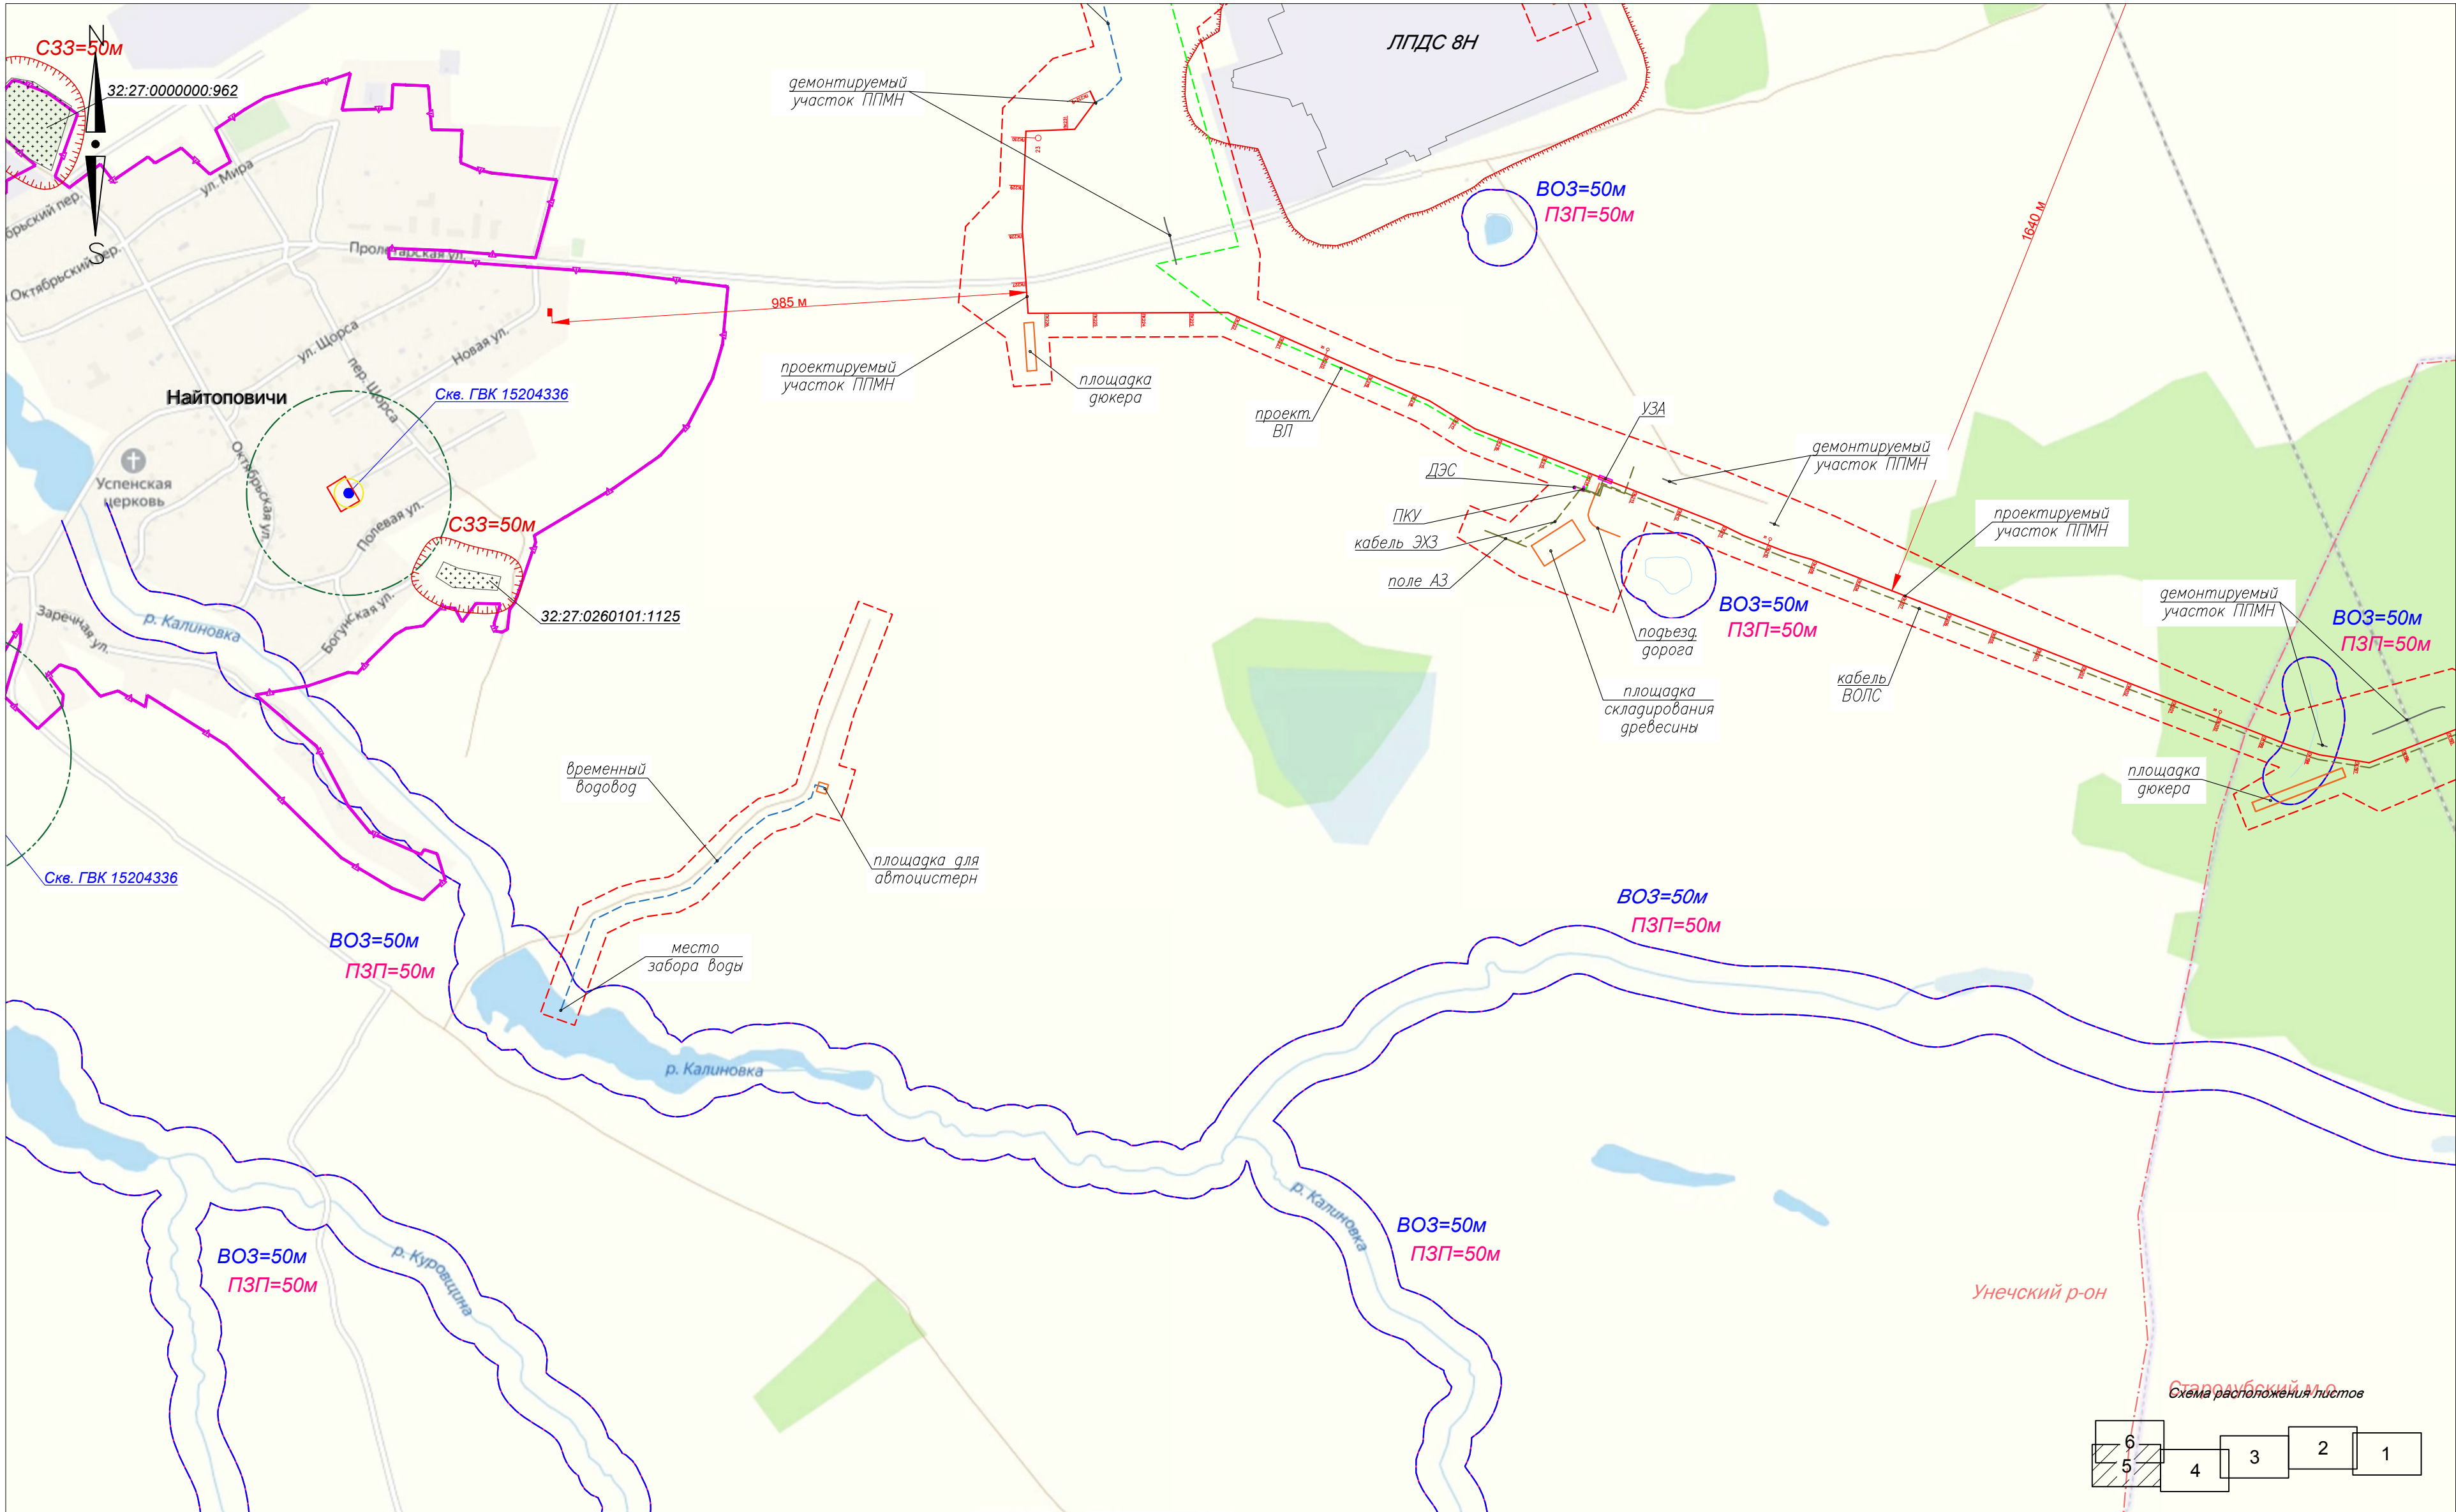 N
СЗЗ=50м
32:27:0000000:962
S
ул. Мира
брьский пер.
Октябрьский пер.
Пролетарская ул.
ул. Щорса
Новая ул.
пер. Щорса
Найтоповичи
Скв. ГВК 15204336
Успенская
церковь
Октябрьская ул.
Полевая ул.
СЗЗ=50м
32:27:0260101:1125
Богунская ул.
Заречная ул.
р. Калиновка
Скв. ГВК 15204336
985 м
демонтируемый
участок ППМН
проектируемый
участок ППМН
площадка
дюкера
23
ЛПДС 8Н
ВОЗ=50м
ПЗП=50м
1640 м
проект.
ВЛ
УЗА
ДЭС
ПКУ
кабель ЭХЗ
поле АЗ
демонтируемый
участок ППМН
проектируемый
участок ППМН
ВОЗ=50м
ПЗП=50м
подъезд.
дорога
площадка
складирования
древесины
кабель
ВОЛС
демонтируемый
участок ППМН
ВОЗ=50м
ПЗП=50м
площадка
дюкера
временный
водовод
площадка для
автоцистерн
место
забора воды
ВОЗ=50м
ПЗП=50м
ВОЗ=50м
ПЗП=50м
р. Калиновка
р. Калиновка
ВОЗ=50м
ПЗП=50м
ВОЗ=50м
ПЗП=50м
р. Куровщина
Унечский р-он
Стародубский м.о.
Схема расположения листов
6
5
4
3
2
1